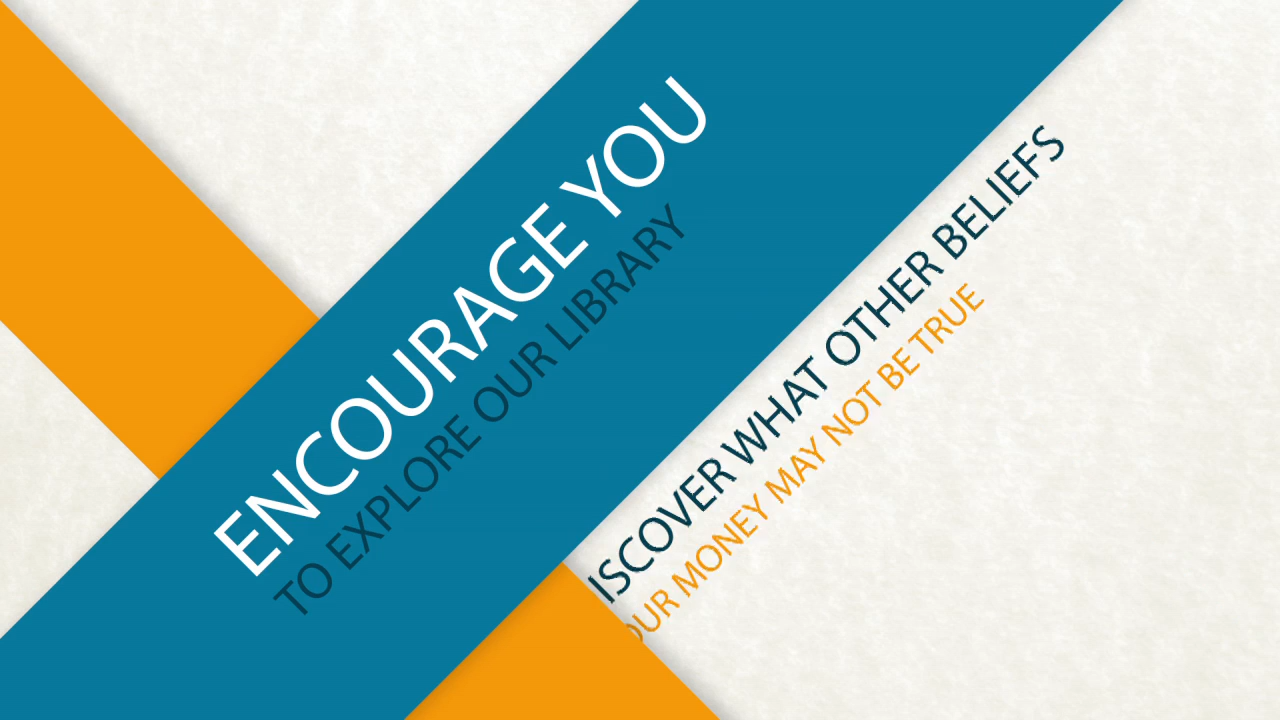 ENCOURAGE YOU
TO EXPLORE OUR LIBRARY
ISCOVER WHAT OTHER BELIEFS
OUR MONEY MAY NOT BE TRUE